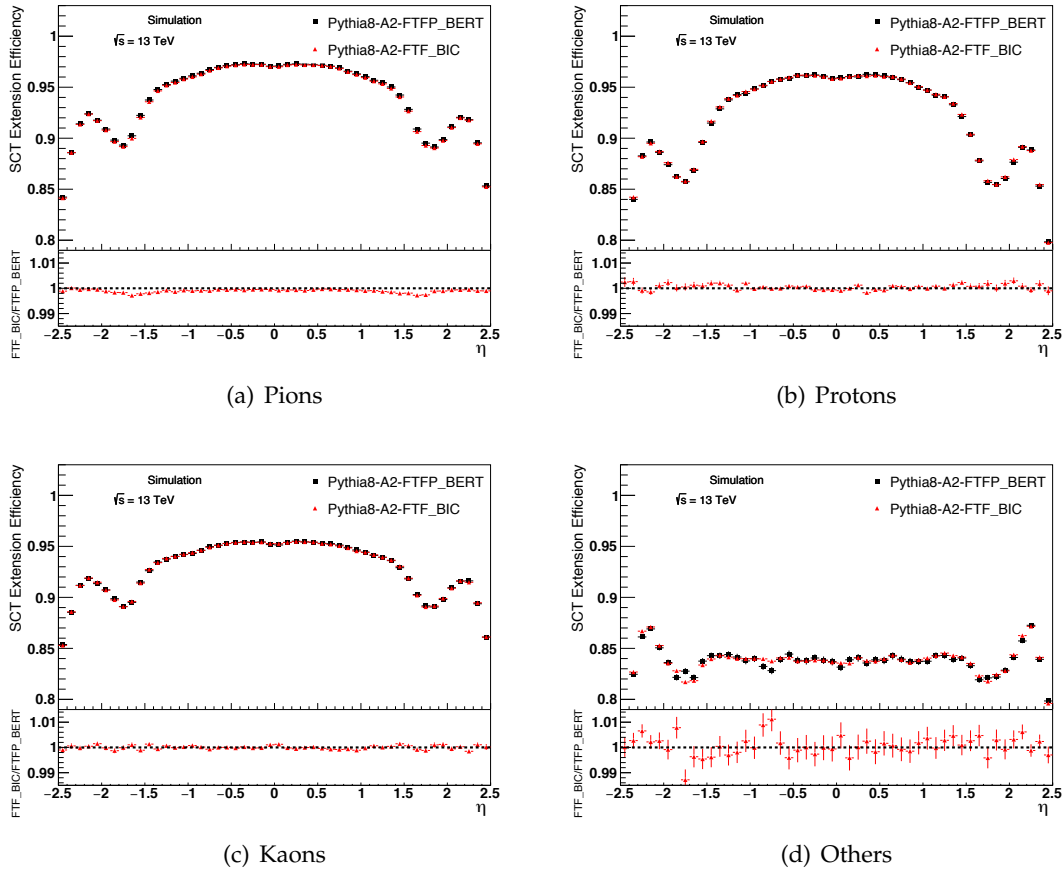 Simulation
√s = 13 TeV
Pythia8-A2-FTFP_BERT
Pythia8-A2-FTF_BIC
SCT Extension Efficiency
1
0.95
0.9
0.85
0.8
FTF_BIC/FTFP_BERT
1.01
1
0.99
−2.5 −2 −1.5 −1 −0.5 0 0.5 1 1.5 2 2.5
η
(a) Pions
Simulation
√s = 13 TeV
Pythia8-A2-FTFP_BERT
Pythia8-A2-FTF_BIC
SCT Extension Efficiency
1
0.95
0.9
0.85
0.8
FTF_BIC/FTFP_BERT
1.01
1
0.99
−2.5 −2 −1.5 −1 −0.5 0 0.5 1 1.5 2 2.5
η
(b) Protons
Simulation
√s = 13 TeV
Pythia8-A2-FTFP_BERT
Pythia8-A2-FTF_BIC
SCT Extension Efficiency
1
0.95
0.9
0.85
0.8
FTF_BIC/FTFP_BERT
1.01
1
0.99
−2.5 −2 −1.5 −1 −0.5 0 0.5 1 1.5 2 2.5
η
(c) Kaons
Simulation
√s = 13 TeV
Pythia8-A2-FTFP_BERT
Pythia8-A2-FTF_BIC
SCT Extension Efficiency
1
0.95
0.9
0.85
0.8
FTF_BIC/FTFP_BERT
1.01
1
0.99
−2.5 −2 −1.5 −1 −0.5 0 0.5 1 1.5 2 2.5
η
(d) Others